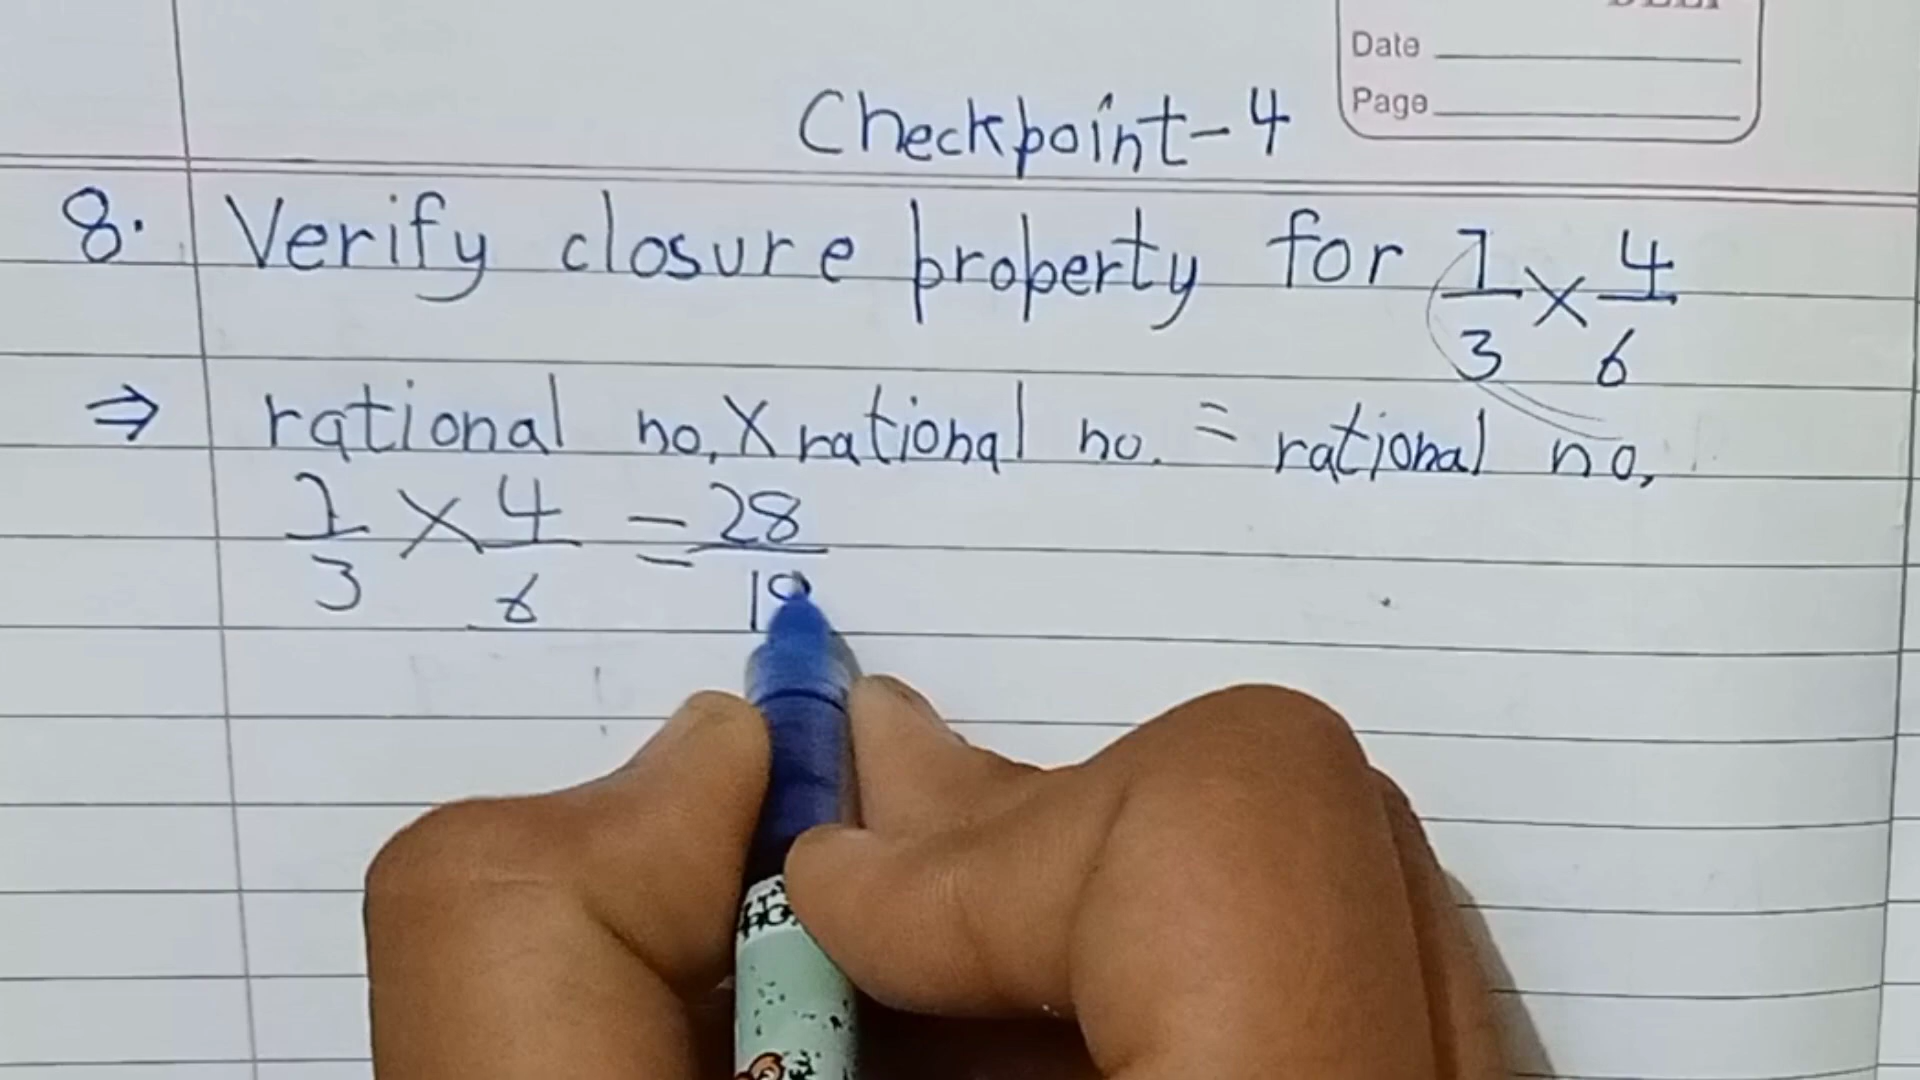 Date
Page
Checkpoint-4
8. Verify closure property for 7/3 × 4/6
⇒ rational no. × rational no. = rational no.
7/3 × 4/6 = 28/18